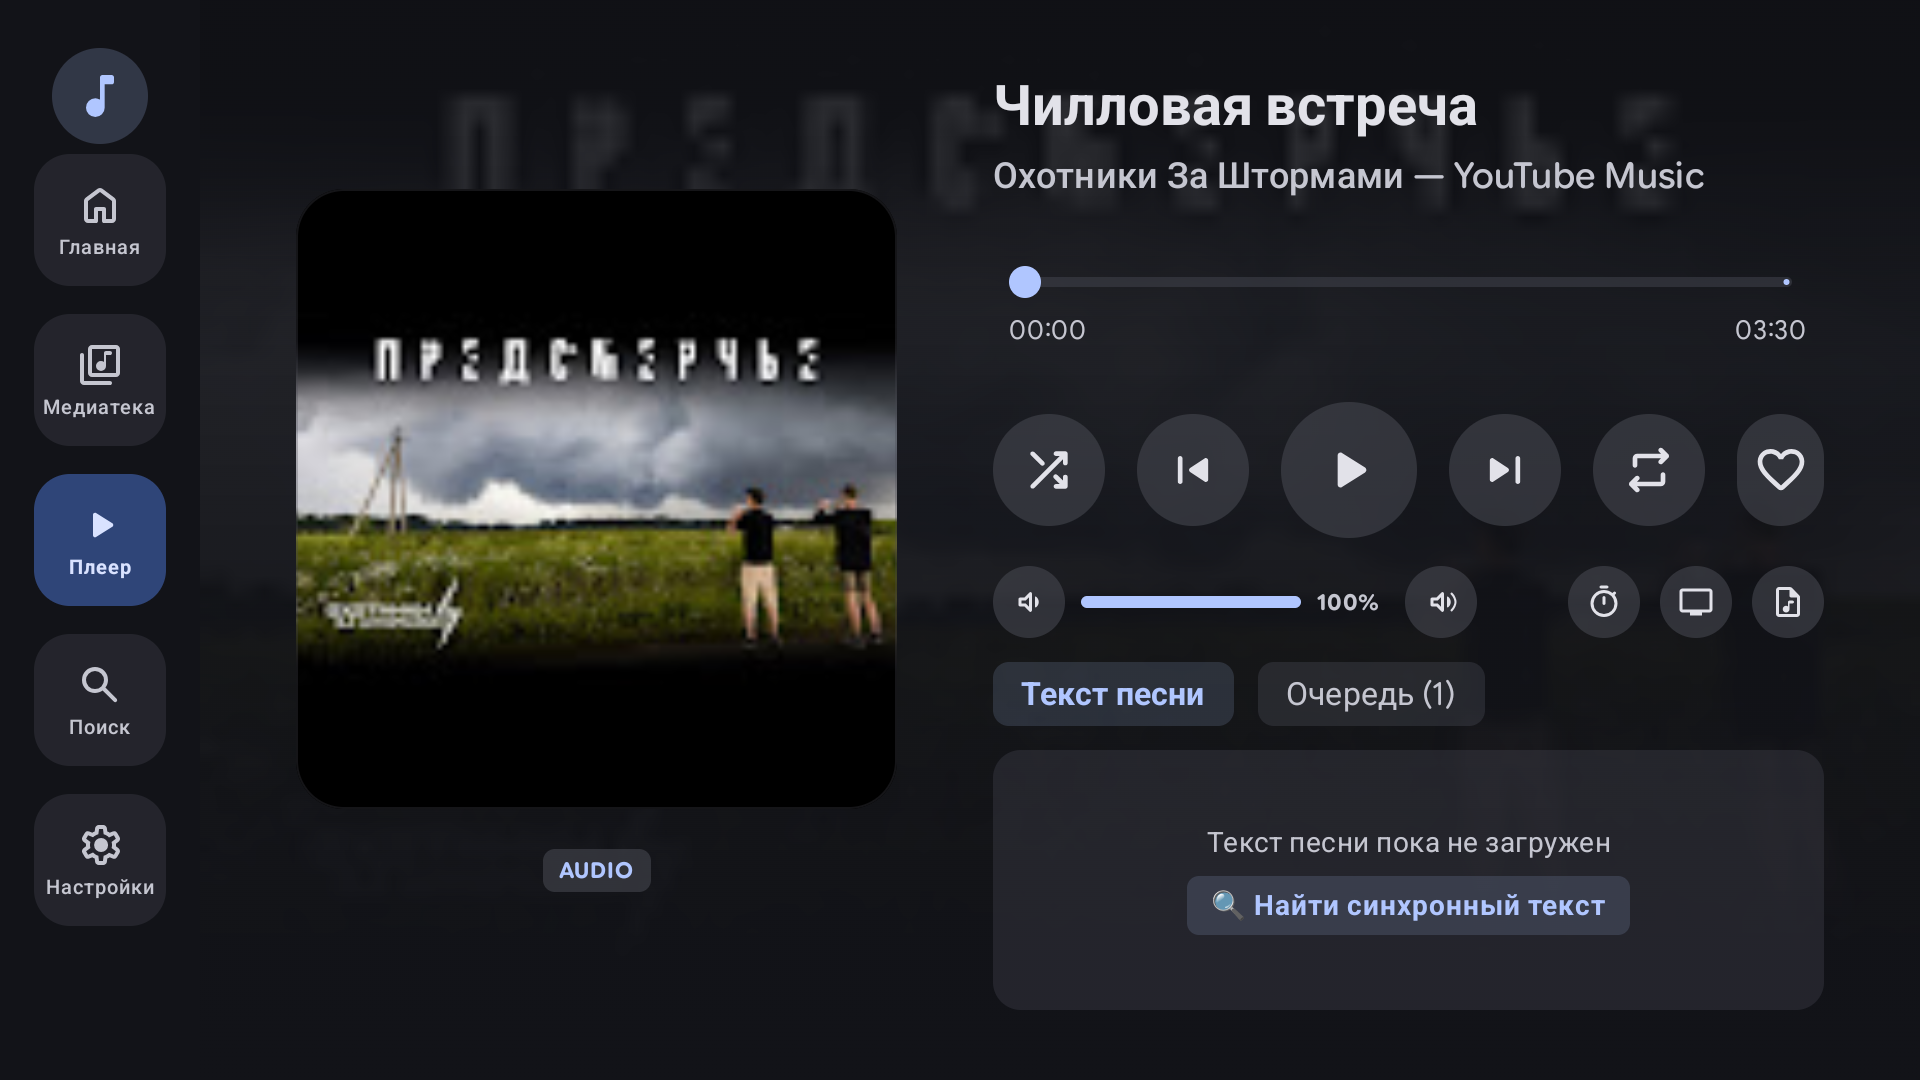 Главная
Медиатека
Плеер
Поиск
Настройки
ПРЕДСМЕРЧЬЕ
AUDIO
Чилловая встреча
Охотники За Штормами — YouTube Music
00:00
03:30
100%
Текст песни
Очередь (1)
Текст песни пока не загружен
Найти синхронный текст